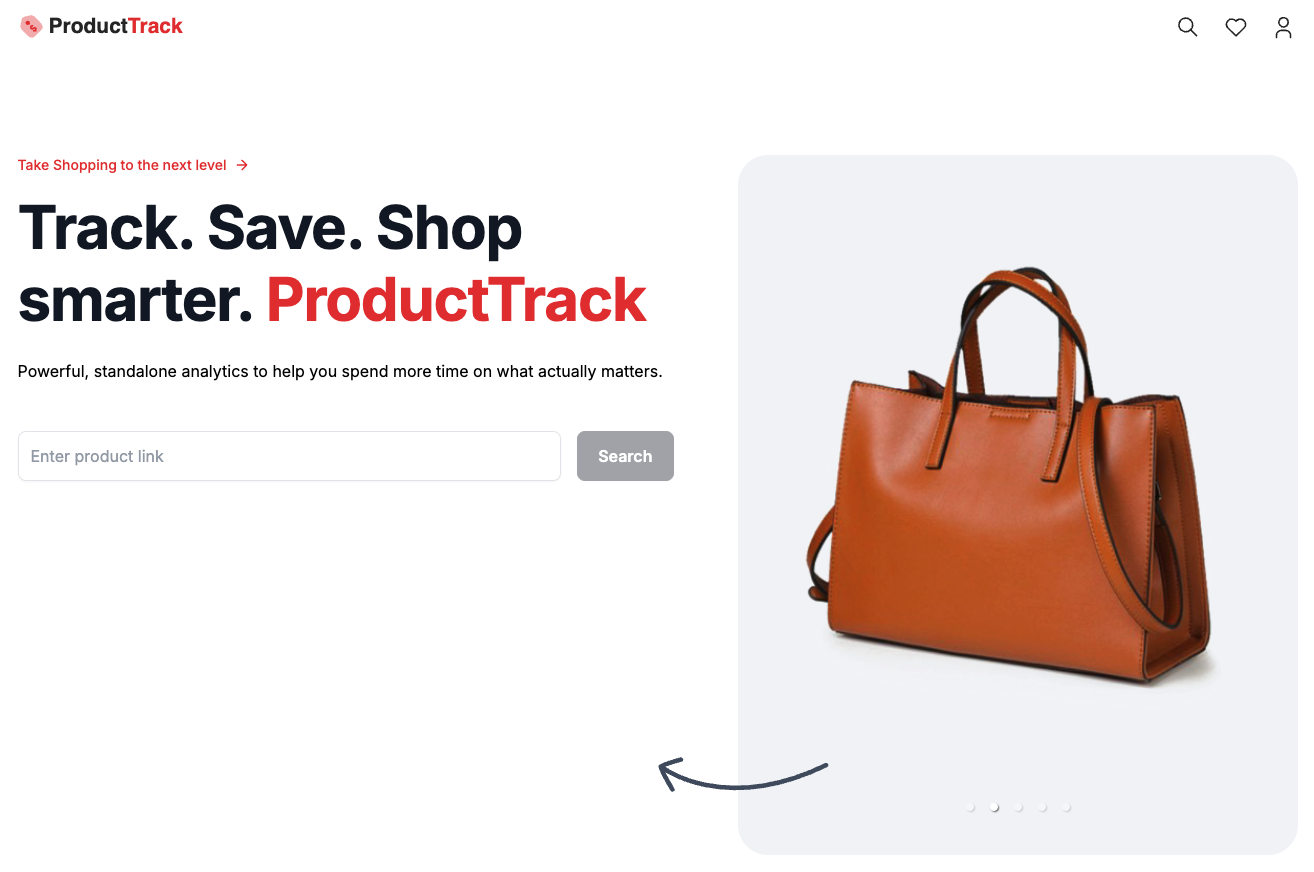 ProductTrack
Take Shopping to the next level →
Track. Save. Shop
smarter. ProductTrack
Powerful, standalone analytics to help you spend more time on what actually matters.
Enter product link
Search